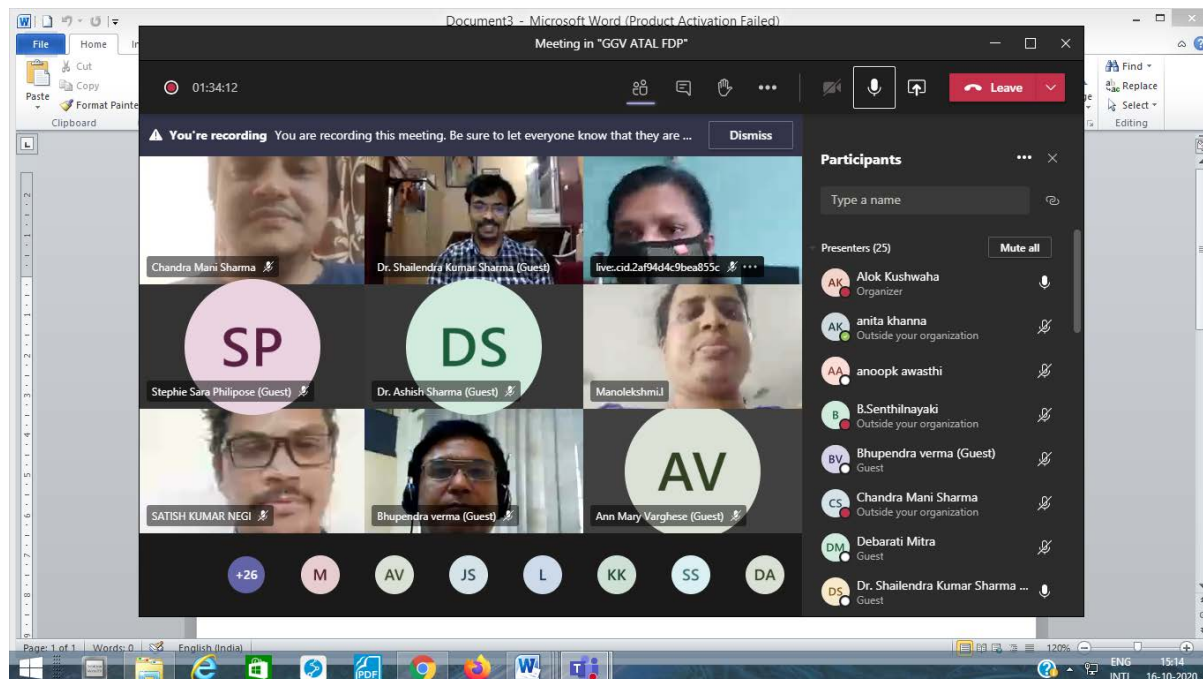 Document3 - Microsoft Word (Product Activation Failed)
File
Home
Cut
Copy
Format Painte
Paste
Clipboard
Find
Replace
Select
Editing
Meeting in "GGV ATAL FDP"
01:34:12
Leave
You're recording You are recording this meeting. Be sure to let everyone know that they are ...
Dismiss
Chandra Mani Sharma
Dr. Shailendra Kumar Sharma (Guest)
live:.cid.2af94d4c9bea855c
SP
Stephie Sara Philipose (Guest)
DS
Dr. Ashish Sharma (Guest)
Manolekshmi.l
SATISH KUMAR NEGI
Bhupendra verma (Guest)
AV
Ann Mary Varghese (Guest)
+26 M AV JS L KK SS DA
Participants
Type a name
Presenters (25)
Mute all
AK Alok Kushwaha
Organizer
AK anita khanna
Outside your organization
AA anoopk awasthi
B B.Senthilnayaki
Outside your organization
BV Bhupendra verma (Guest)
Guest
CS Chandra Mani Sharma
Outside your organization
DM Debarati Mitra
Guest
DS Dr. Shailendra Kumar Sharma ...
Guest
Page: 1 of 1 Words: 0 English (India) 120%
PDF
ENG 15:14
INTL 16-10-2020